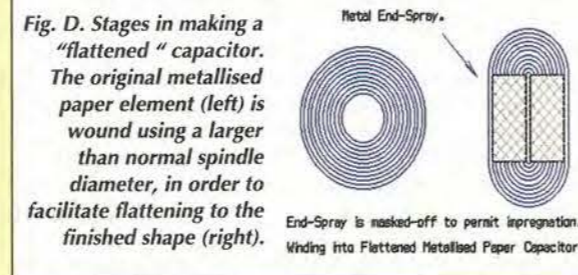 Fig. D. Stages in making a
"flattened " capacitor.
The original metallised
paper element (left) is
wound using a larger
than normal spindle
diameter, in order to
facilitate flattening to the
finished shape (right).
Metal End-Spray.
End-Spray is masked-off to permit impregnation.
Winding into Flattened Metallised Paper Capacitor